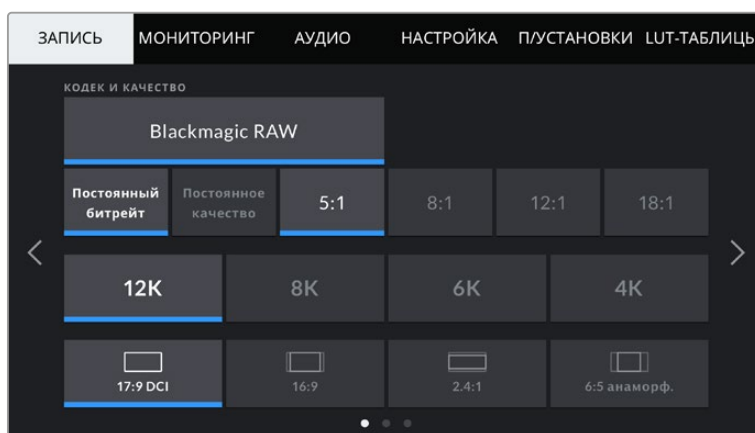 ЗАПИСЬ МОНИТОРИНГ АУДИО НАСТРОЙКА П/УСТАНОВКИ LUT-ТАБЛИЦЬ
КОДЕК И КАЧЕСТВО
Blackmagic RAW
Постоянный битрейт Постоянное качество 5:1 8:1 12:1 18:1
12K 8K 6K 4K
17:9 DCI 16:9 2.4:1 6:5 анаморф.